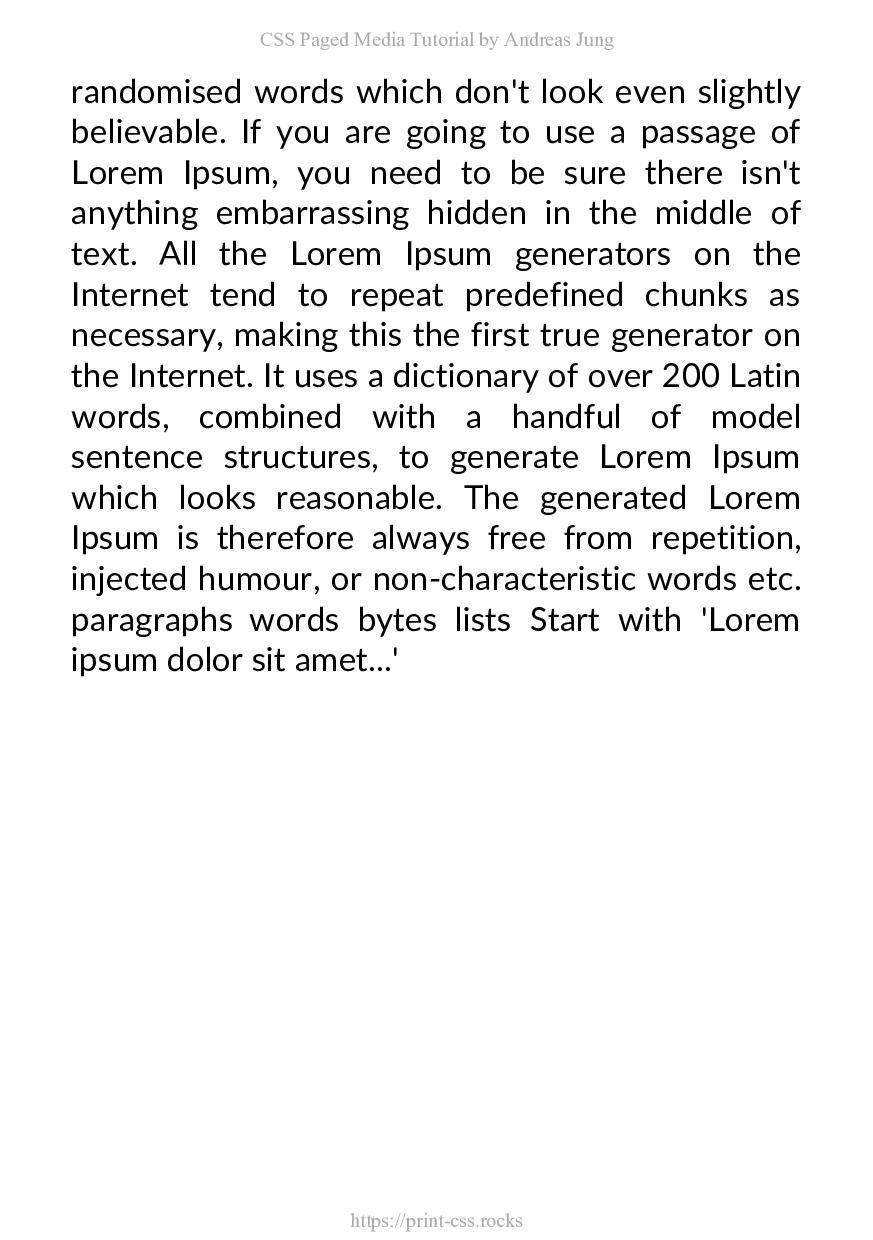 CSS Paged Media Tutorial by Andreas Jung
randomised words which don't look even slightly
believable. If you are going to use a passage of
Lorem Ipsum, you need to be sure there isn't
anything embarrassing hidden in the middle of
text. All the Lorem Ipsum generators on the
Internet tend to repeat predefined chunks as
necessary, making this the first true generator on
the Internet. It uses a dictionary of over 200 Latin
words, combined with a handful of model
sentence structures, to generate Lorem Ipsum
which looks reasonable. The generated Lorem
Ipsum is therefore always free from repetition,
injected humour, or non-characteristic words etc.
paragraphs words bytes lists Start with 'Lorem
ipsum dolor sit amet...'
https://print-css.rocks